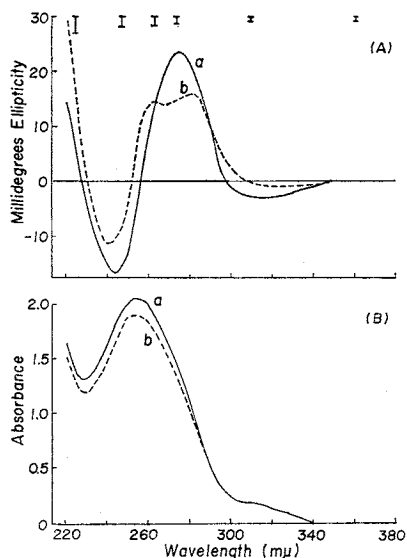 30
20
10
0
-10
Millidegrees Ellipticity
(A)
a
b
2.0
1.5
1.0
0.5
0
Absorbance
(B)
a
b
220
260
300
340
380
Wavelength (mμ)